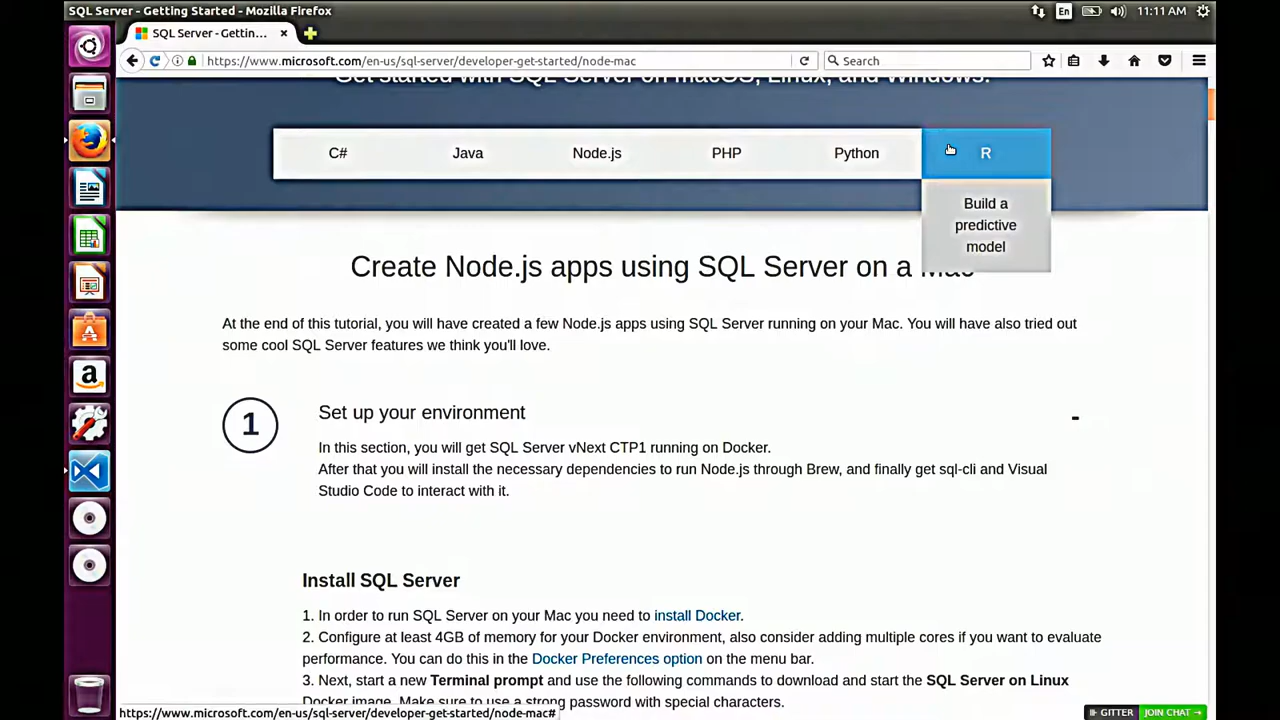 SQL Server - Getting Started - Mozilla Firefox
En
11:11 AM
SQL Server - Gettin...
https://www.microsoft.com/en-us/sql-server/developer-get-started/node-mac
Search
Get started with SQL Server on macOS, Linux, and Windows.
C#
Java
Node.js
PHP
Python
R
Build a
predictive
model
Create Node.js apps using SQL Server on a Mac
At the end of this tutorial, you will have created a few Node.js apps using SQL Server running on your Mac. You will have also tried out
some cool SQL Server features we think you'll love.
1
Set up your environment
-
In this section, you will get SQL Server vNext CTP1 running on Docker.
After that you will install the necessary dependencies to run Node.js through Brew, and finally get sql-cli and Visual
Studio Code to interact with it.
Install SQL Server
1. In order to run SQL Server on your Mac you need to install Docker.
2. Configure at least 4GB of memory for your Docker environment, also consider adding multiple cores if you want to evaluate
performance. You can do this in the Docker Preferences option on the menu bar.
3. Next, start a new Terminal prompt and use the following commands to download and start the SQL Server on Linux
Docker image. Make sure to use a strong password with special characters.
https://www.microsoft.com/en-us/sql-server/developer-get-started/node-mac#
GITTER
JOIN CHAT →
a